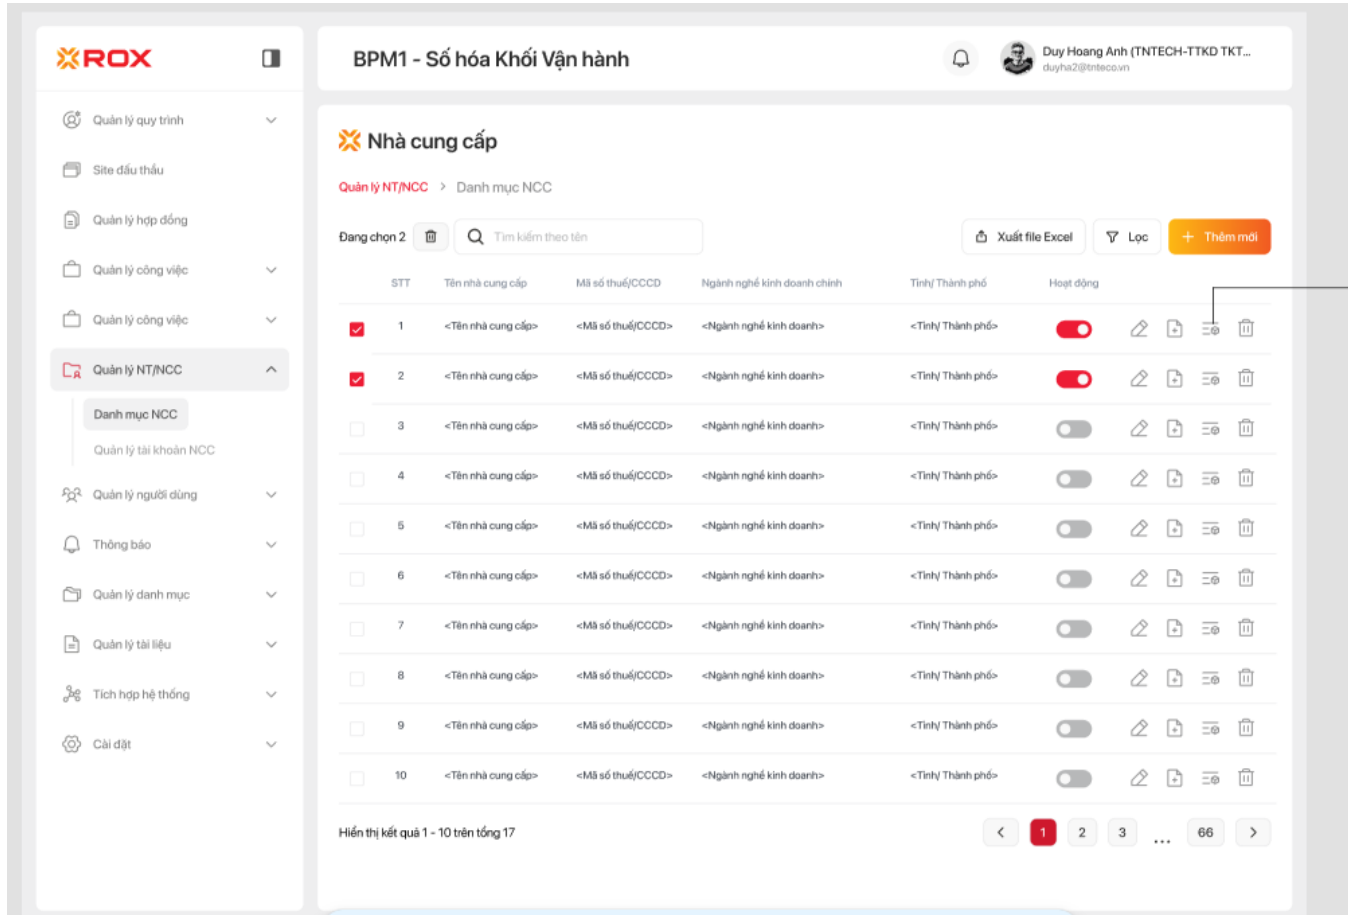 ROX
BPM1 - Số hóa Khối Vận hành
Duy Hoang Anh (TNTECH-TTKD TKT...
duyha2@tnteco.vn
Quản lý quy trình
Site đấu thầu
Quản lý hợp đồng
Quản lý công việc
Quản lý công việc
Quản lý NT/NCC
Danh mục NCC
Quản lý tài khoản NCC
Quản lý người dùng
Thông báo
Quản lý danh mục
Quản lý tài liệu
Tích hợp hệ thống
Cài đặt
Nhà cung cấp
Quản lý NT/NCC > Danh mục NCC
Đang chọn 2 Tìm kiếm theo tên Xuất file Excel Lọc + Thêm mới
STT Tên nhà cung cấp Mã số thuế/CCCD Ngành nghề kinh doanh chính Tỉnh/ Thành phố Hoạt động
1 <Tên nhà cung cấp> <Mã số thuế/CCCD> <Ngành nghề kinh doanh> <Tỉnh/ Thành phố>
2 <Tên nhà cung cấp> <Mã số thuế/CCCD> <Ngành nghề kinh doanh> <Tỉnh/ Thành phố>
3 <Tên nhà cung cấp> <Mã số thuế/CCCD> <Ngành nghề kinh doanh> <Tỉnh/ Thành phố>
4 <Tên nhà cung cấp> <Mã số thuế/CCCD> <Ngành nghề kinh doanh> <Tỉnh/ Thành phố>
5 <Tên nhà cung cấp> <Mã số thuế/CCCD> <Ngành nghề kinh doanh> <Tỉnh/ Thành phố>
6 <Tên nhà cung cấp> <Mã số thuế/CCCD> <Ngành nghề kinh doanh> <Tỉnh/ Thành phố>
7 <Tên nhà cung cấp> <Mã số thuế/CCCD> <Ngành nghề kinh doanh> <Tỉnh/ Thành phố>
8 <Tên nhà cung cấp> <Mã số thuế/CCCD> <Ngành nghề kinh doanh> <Tỉnh/ Thành phố>
9 <Tên nhà cung cấp> <Mã số thuế/CCCD> <Ngành nghề kinh doanh> <Tỉnh/ Thành phố>
10 <Tên nhà cung cấp> <Mã số thuế/CCCD> <Ngành nghề kinh doanh> <Tỉnh/ Thành phố>
Hiển thị kết quả 1 - 10 trên tổng 17 < 1 2 3 ... 66 >